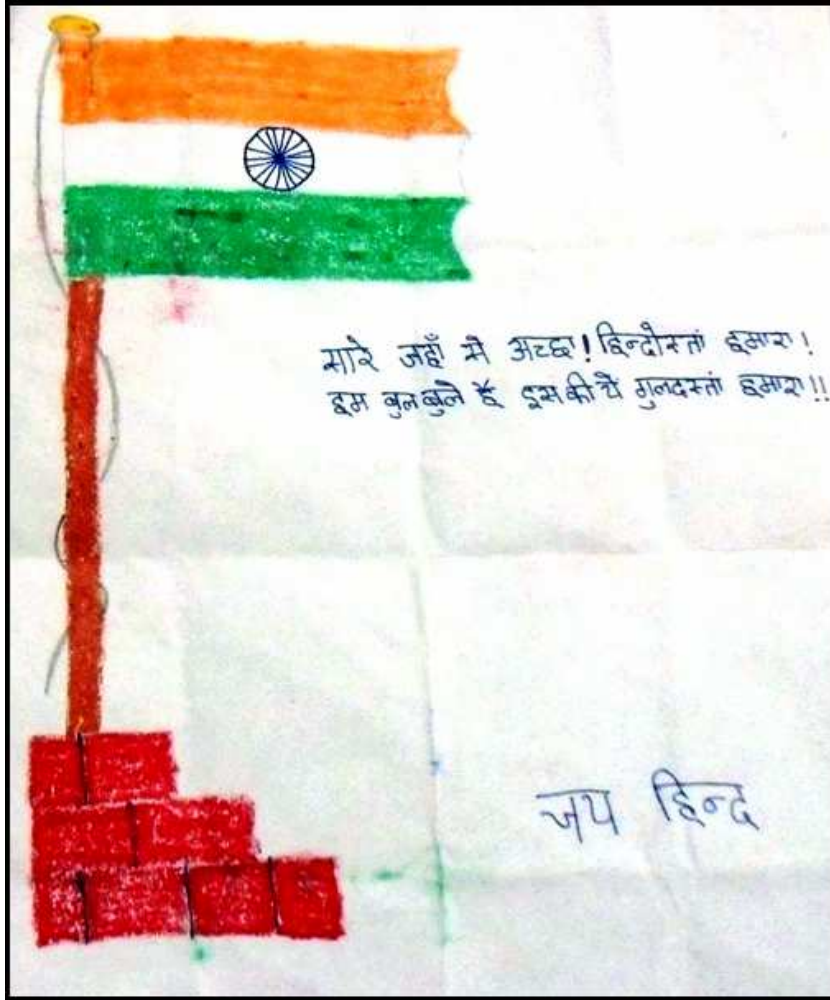 सारे जहाँ से अच्छा! हिन्दोस्तां हमारा!
हम बुलबुले हैं इसकी ये गुलदस्तां हमारा!!
जय हिन्द